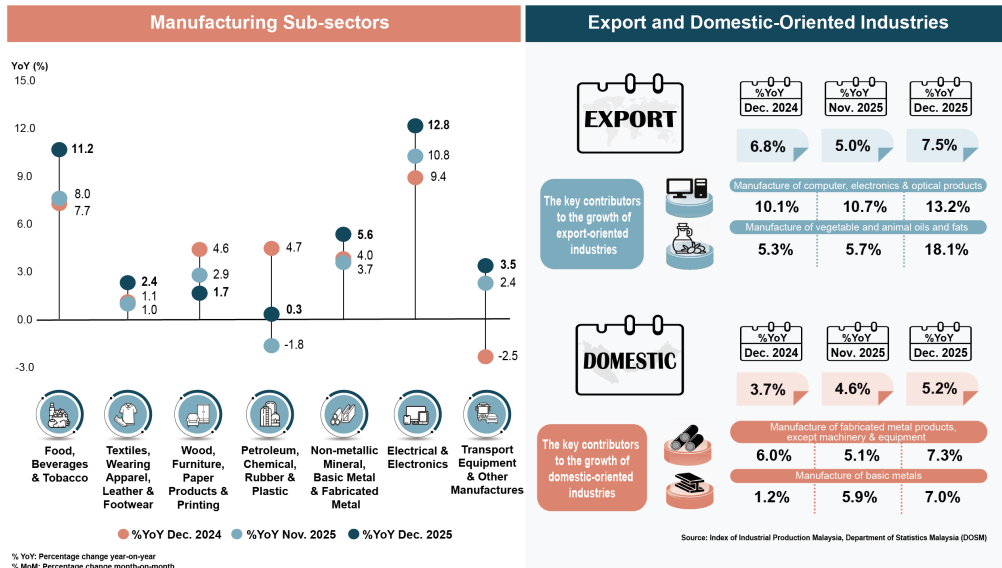 Manufacturing Sub-sectors
YoY (%)
15.0
12.0
9.0
6.0
3.0
0.0
-3.0
11.2
8.0
7.7
2.4
1.1
1.0
4.6
2.9
1.7
4.7
0.3
-1.8
5.6
4.0
3.7
12.8
10.8
9.4
3.5
2.4
-2.5
Food,
Beverages
& Tobacco
Textiles,
Wearing
Apparel,
Leather &
Footwear
Wood,
Furniture,
Paper
Products &
Printing
Petroleum,
Chemical,
Rubber &
Plastic
Non-metallic
Mineral,
Basic Metal
& Fabricated
Metal
Electrical &
Electronics
Transport
Equipment
& Other
Manufactures
%YoY Dec. 2024 %YoY Nov. 2025 %YoY Dec. 2025
% YoY: Percentage change year-on-year
% MoM: Percentage change month-on-month
Export and Domestic-Oriented Industries
EXPORT
%YoY
Dec. 2024
%YoY
Nov. 2025
%YoY
Dec. 2025
6.8% 5.0% 7.5%
The key contributors
to the growth of
export-oriented
industries
Manufacture of computer, electronics & optical products
10.1% 10.7% 13.2%
Manufacture of vegetable and animal oils and fats
5.3% 5.7% 18.1%
DOMESTIC
%YoY
Dec. 2024
%YoY
Nov. 2025
%YoY
Dec. 2025
3.7% 4.6% 5.2%
The key contributors
to the growth of
domestic-oriented
industries
Manufacture of fabricated metal products,
except machinery & equipment
6.0% 5.1% 7.3%
Manufacture of basic metals
1.2% 5.9% 7.0%
Source: Index of Industrial Production Malaysia, Department of Statistics Malaysia (DOSM)